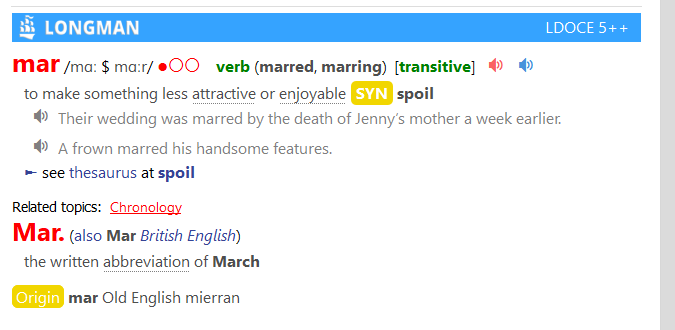 LONGMAN LDOCE 5++
mar /mɑː $ mɑːr/ ●○○ verb (marred, marring) [transitive]
to make something less attractive or enjoyable SYN spoil
Their wedding was marred by the death of Jenny’s mother a week earlier.
A frown marred his handsome features.
► see thesaurus at spoil
Related topics: Chronology
Mar. (also Mar British English)
the written abbreviation of March
Origin mar Old English mierran